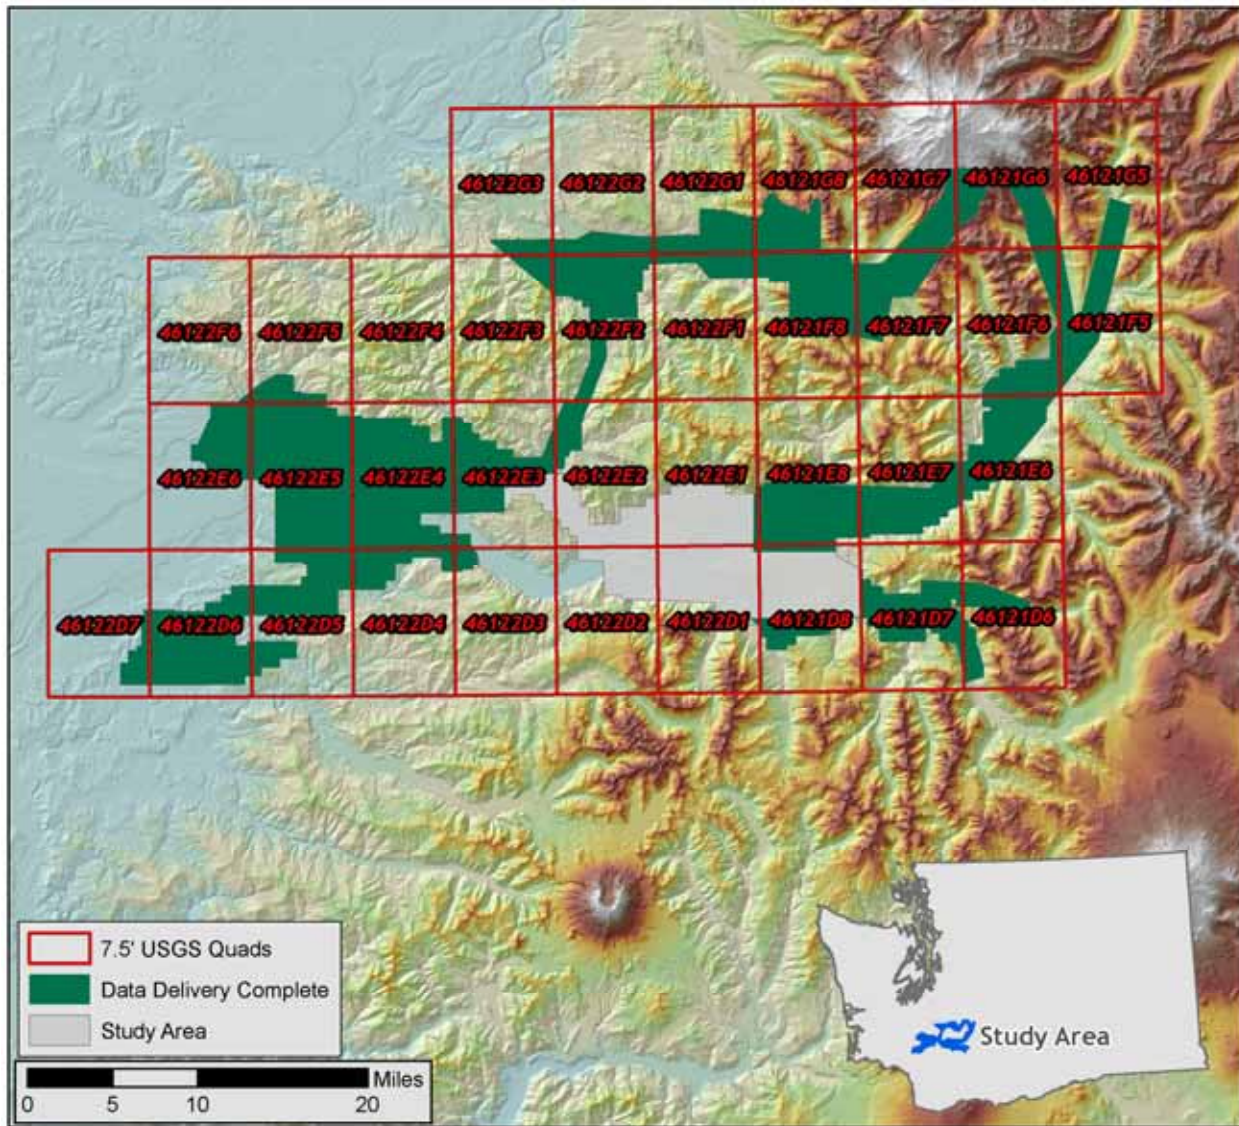 46122G3 46122G2 46122G1 46121G8 46121G7 46121G6 46121G5
46122F6 46122F5 46122F4 46122F3 46122F2 46122F1 46121F8 46121F7 46121F6 46121F5
46122E6 46122E5 46122E4 46122E3 46122E2 46122E1 46121E8 46121E7 46121E6
46122D7 46122D6 46122D5 46122D4 46122D3 46122D2 46122D1 46121D8 46121D7 46121D6
7.5' USGS Quads
Data Delivery Complete
Study Area
Miles
0 5 10 20
Study Area